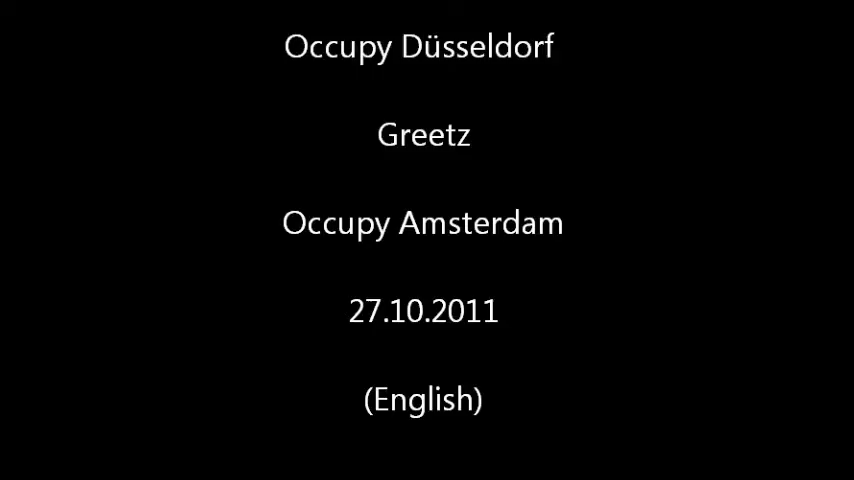 Occupy Düsseldorf
Greetz
Occupy Amsterdam
27.10.2011
(English)